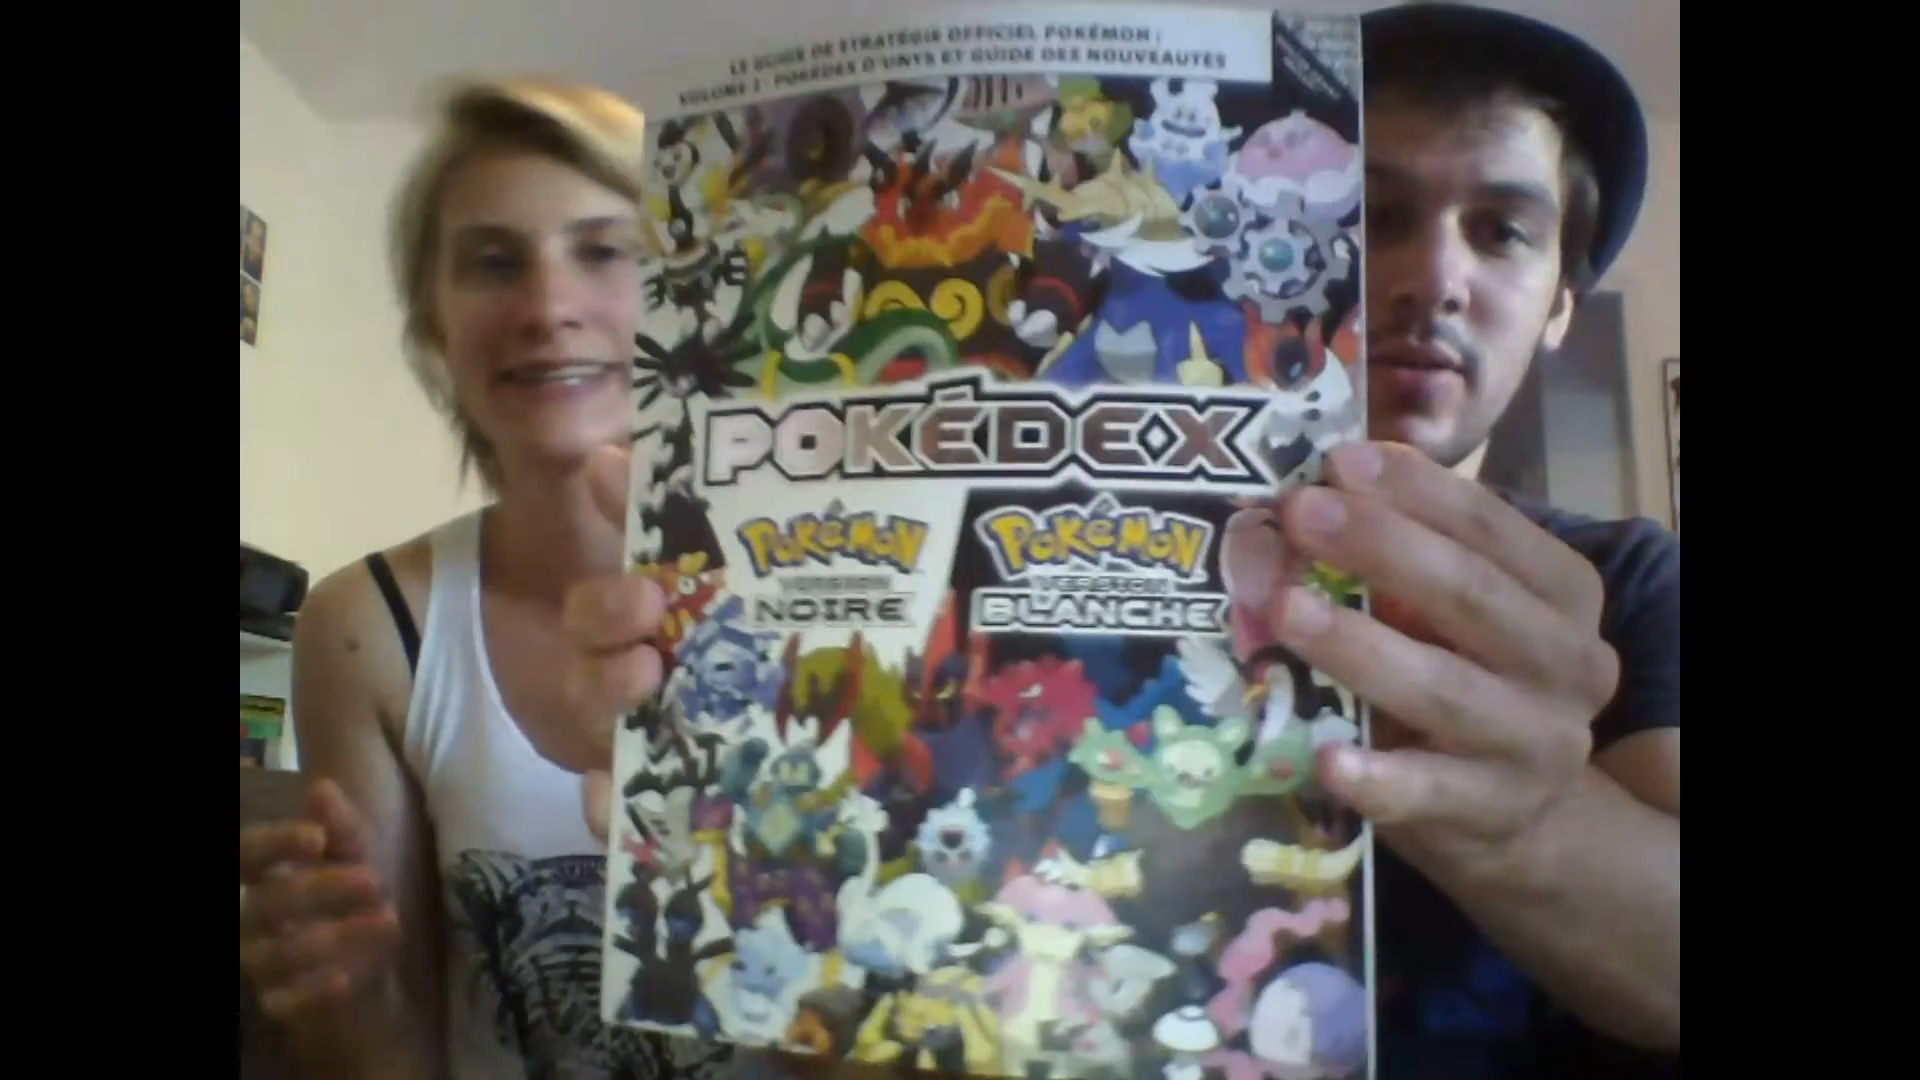 LE GUIDE DE STRATÉGIE OFFICIEL POKÉMON :
VOLUME 2 : POKÉDEX D'UNYS ET GUIDE DES NOUVEAUTÉS
POKÉDEX
POKÉMON
VERSION
NOIRE
POKÉMON
VERSION
BLANCHE